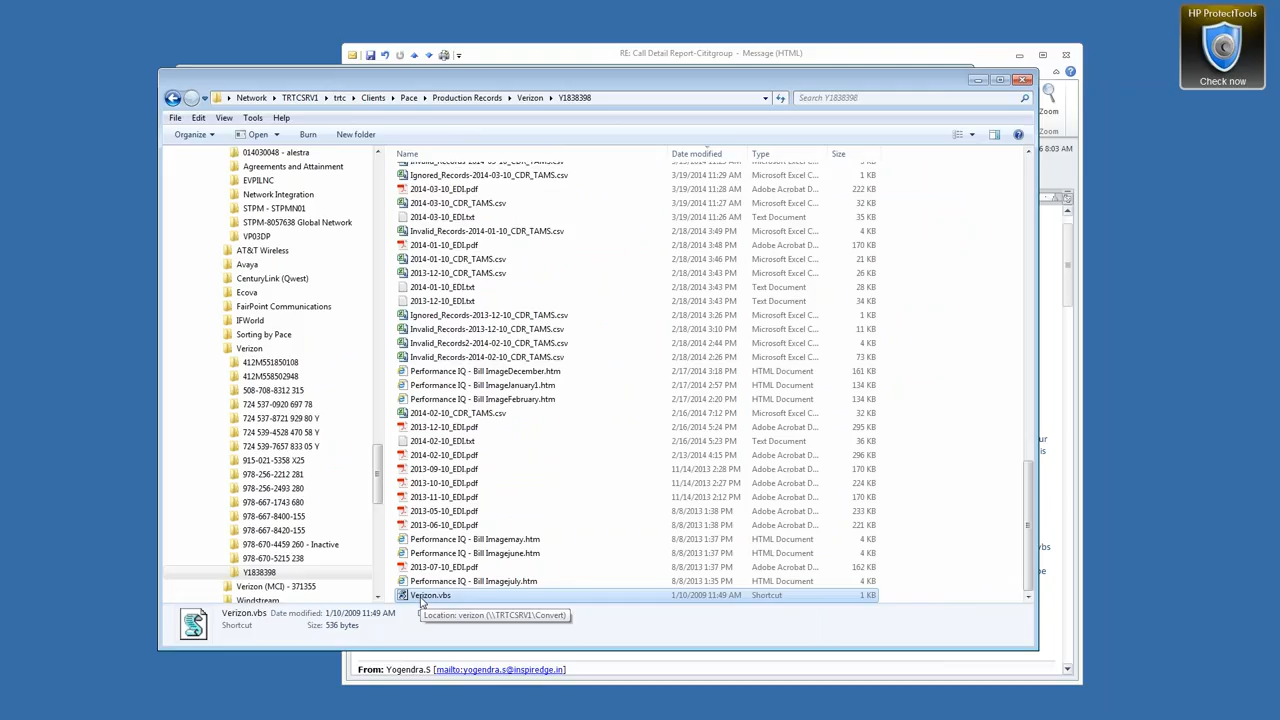 HP ProtectTools
Check now
RE: Call Detail Report-Cititgroup - Message (HTML)
Network ▸ TRTCSRV1 ▸ trtc ▸ Clients ▸ Pace ▸ Production Records ▸ Verizon ▸ Y1838398
Search Y1838398
Zoom
Zoom
File Edit View Tools Help
Organize Open Burn New folder
6 8:03 AM
014030048 - alestra
Agreements and Attainment
EVPILNC
Network Integration
STPM - STPMN01
STPM-8057638 Global Network
VP03DP
AT&T Wireless
Avaya
CenturyLink (Qwest)
Ecova
FairPoint Communications
IFWorld
Sorting by Pace
Verizon
412M551850108
412M558502948
508-708-8312 315
724 537-0920 697 78
724 537-8721 929 80 Y
724 539-4528 470 58 Y
724 539-7657 833 05 Y
915-021-5358 X25
978-256-2212 281
978-256-2493 280
978-667-1743 680
978-667-8400-155
978-667-8420-155
978-670-4459 260 - Inactive
978-670-5215 238
Y1838398
Verizon (MCI) - 371355
Windstream
Name Date modified Type Size
Ignored_Records-2014-03-10_CDR_TAMS.csv 3/19/2014 11:29 AM Microsoft Excel C... 1 KB
2014-03-10_EDI.pdf 3/19/2014 11:28 AM Adobe Acrobat D... 222 KB
2014-03-10_CDR_TAMS.csv 3/19/2014 11:27 AM Microsoft Excel C... 32 KB
2014-03-10_EDI.txt 3/19/2014 11:26 AM Text Document 35 KB
Invalid_Records-2014-01-10_CDR_TAMS.csv 2/18/2014 3:49 PM Microsoft Excel C... 4 KB
2014-01-10_EDI.pdf 2/18/2014 3:48 PM Adobe Acrobat D... 170 KB
2014-01-10_CDR_TAMS.csv 2/18/2014 3:46 PM Microsoft Excel C... 21 KB
2013-12-10_CDR_TAMS.csv 2/18/2014 3:43 PM Microsoft Excel C... 26 KB
2014-01-10_EDI.txt 2/18/2014 3:43 PM Text Document 28 KB
2013-12-10_EDI.txt 2/18/2014 3:43 PM Text Document 34 KB
Ignored_Records-2013-12-10_CDR_TAMS.csv 2/18/2014 3:26 PM Microsoft Excel C... 1 KB
Invalid_Records-2013-12-10_CDR_TAMS.csv 2/18/2014 3:10 PM Microsoft Excel C... 11 KB
Invalid_Records2-2014-02-10_CDR_TAMS.csv 2/18/2014 2:44 PM Microsoft Excel C... 4 KB
Invalid_Records-2014-02-10_CDR_TAMS.csv 2/18/2014 2:26 PM Microsoft Excel C... 73 KB
Performance IQ - Bill ImageDecember.htm 2/17/2014 3:18 PM HTML Document 161 KB
Performance IQ - Bill ImageJanuary1.htm 2/17/2014 2:57 PM HTML Document 134 KB
Performance IQ - Bill ImageFebruary.htm 2/17/2014 2:20 PM HTML Document 134 KB
2014-02-10_CDR_TAMS.csv 2/16/2014 7:12 PM Microsoft Excel C... 32 KB
2013-12-10_EDI.pdf 2/16/2014 5:24 PM Adobe Acrobat D... 295 KB
2014-02-10_EDI.txt 2/16/2014 5:23 PM Text Document 36 KB
2014-02-10_EDI.pdf 2/13/2014 4:15 PM Adobe Acrobat D... 296 KB
2013-09-10_EDI.pdf 11/14/2013 2:28 PM Adobe Acrobat D... 170 KB
2013-10-10_EDI.pdf 11/14/2013 2:27 PM Adobe Acrobat D... 224 KB
2013-11-10_EDI.pdf 11/14/2013 2:12 PM Adobe Acrobat D... 170 KB
2013-05-10_EDI.pdf 8/8/2013 1:38 PM Adobe Acrobat D... 233 KB
2013-06-10_EDI.pdf 8/8/2013 1:38 PM Adobe Acrobat D... 221 KB
Performance IQ - Bill Imagemay.htm 8/8/2013 1:37 PM HTML Document 4 KB
Performance IQ - Bill Imagejune.htm 8/8/2013 1:37 PM HTML Document 4 KB
2013-07-10_EDI.pdf 8/8/2013 1:36 PM Adobe Acrobat D... 162 KB
Performance IQ - Bill Imagejuly.htm 8/8/2013 1:35 PM HTML Document 4 KB
Verizon.vbs 1/10/2009 11:49 AM Shortcut 1 KB
Location: verizon (\\TRTCSRV1\Convert)
Verizon.vbs Date modified: 1/10/2009 11:49 AM
Shortcut Size: 536 bytes
ur
is
vbs
be
From: Yogendra.S [mailto:yogendra.s@inspiredge.in]